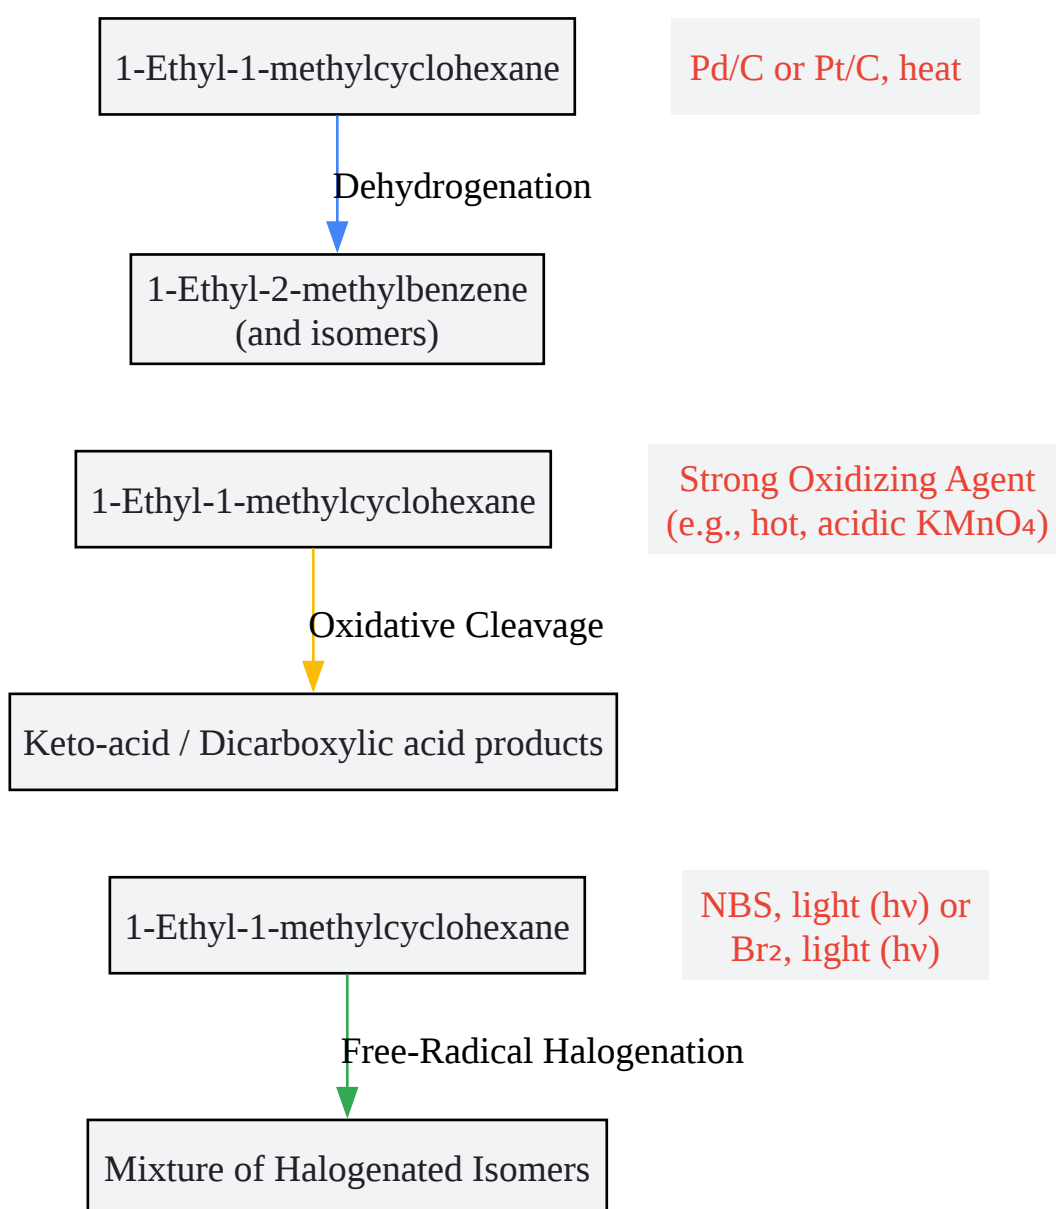 1-Ethyl-1-methylcyclohexane
Pd/C or Pt/C, heat
Dehydrogenation
1-Ethyl-2-methylbenzene
(and isomers)
1-Ethyl-1-methylcyclohexane
Strong Oxidizing Agent
(e.g., hot, acidic KMnO₄)
Oxidative Cleavage
Keto-acid / Dicarboxylic acid products
1-Ethyl-1-methylcyclohexane
NBS, light (hν) or
Br₂, light (hν)
Free-Radical Halogenation
Mixture of Halogenated Isomers